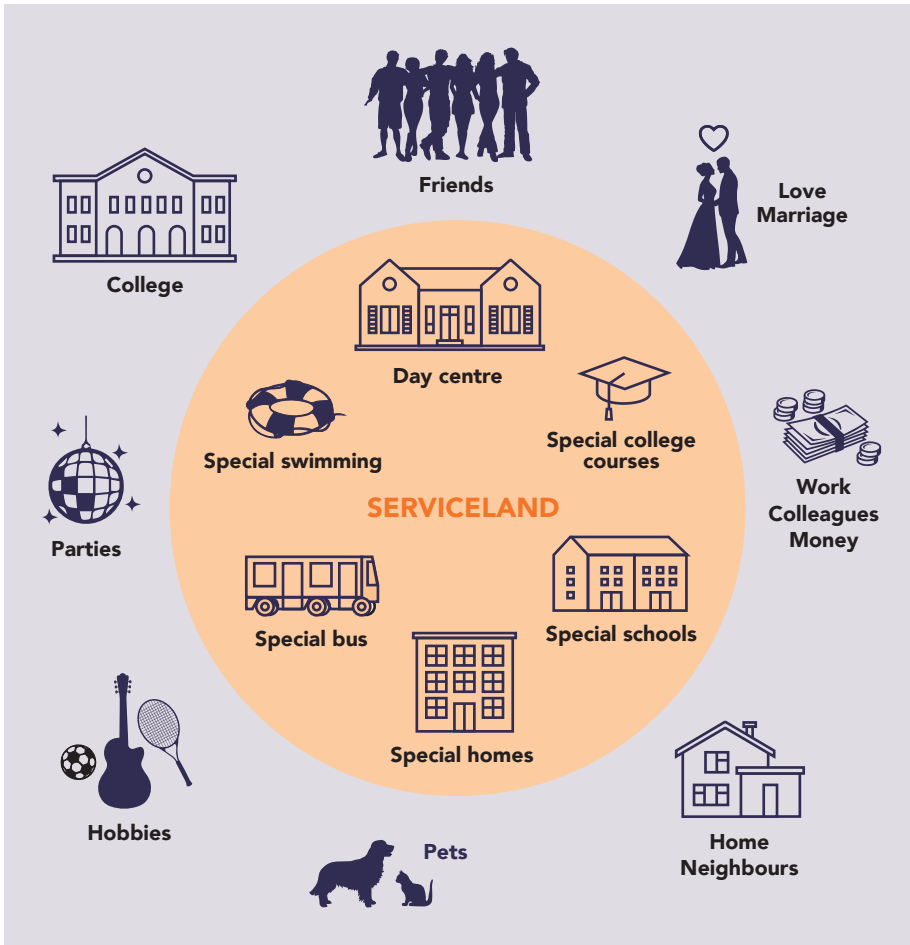 Friends
Love
Marriage
College
Day centre
Special college
courses
Special swimming
SERVICELAND
Work
Colleagues
Money
Parties
Special bus
Special schools
Special homes
Hobbies
Home
Neighbours
Pets